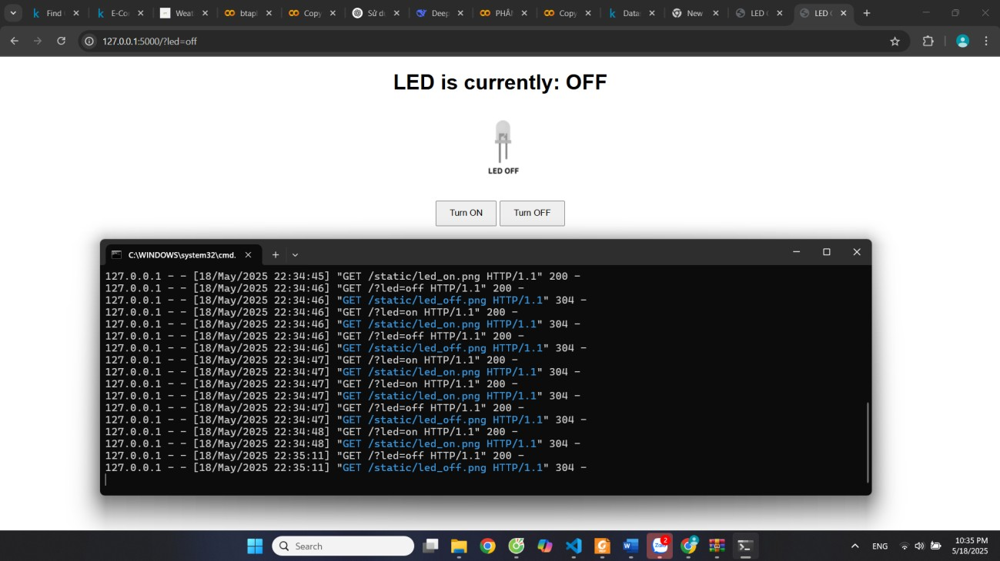 Find
E-Co
Weat
btap
Copy
Sử dụ
Deep
PHÂN
Copy
Data
New
LED
LED
127.0.0.1:5000/?led=off
LED is currently: OFF
LED OFF
Turn ON
Turn OFF
C:\WINDOWS\system32\cmd.
127.0.0.1 - - [18/May/2025 22:34:45] "GET /static/led_on.png HTTP/1.1" 200 -
127.0.0.1 - - [18/May/2025 22:34:46] "GET /?led=off HTTP/1.1" 200 -
127.0.0.1 - - [18/May/2025 22:34:46] "GET /static/led_off.png HTTP/1.1" 304 -
127.0.0.1 - - [18/May/2025 22:34:46] "GET /?led=on HTTP/1.1" 200 -
127.0.0.1 - - [18/May/2025 22:34:46] "GET /static/led_on.png HTTP/1.1" 304 -
127.0.0.1 - - [18/May/2025 22:34:46] "GET /?led=off HTTP/1.1" 200 -
127.0.0.1 - - [18/May/2025 22:34:46] "GET /static/led_off.png HTTP/1.1" 304 -
127.0.0.1 - - [18/May/2025 22:34:47] "GET /?led=on HTTP/1.1" 200 -
127.0.0.1 - - [18/May/2025 22:34:47] "GET /static/led_on.png HTTP/1.1" 304 -
127.0.0.1 - - [18/May/2025 22:34:47] "GET /?led=on HTTP/1.1" 200 -
127.0.0.1 - - [18/May/2025 22:34:47] "GET /static/led_on.png HTTP/1.1" 304 -
127.0.0.1 - - [18/May/2025 22:34:47] "GET /?led=off HTTP/1.1" 200 -
127.0.0.1 - - [18/May/2025 22:34:47] "GET /static/led_off.png HTTP/1.1" 304 -
127.0.0.1 - - [18/May/2025 22:34:48] "GET /?led=on HTTP/1.1" 200 -
127.0.0.1 - - [18/May/2025 22:34:48] "GET /static/led_on.png HTTP/1.1" 304 -
127.0.0.1 - - [18/May/2025 22:35:11] "GET /?led=off HTTP/1.1" 200 -
127.0.0.1 - - [18/May/2025 22:35:11] "GET /static/led_off.png HTTP/1.1" 304 -
Search
Zalo
2
ENG
10:35 PM
5/18/2025